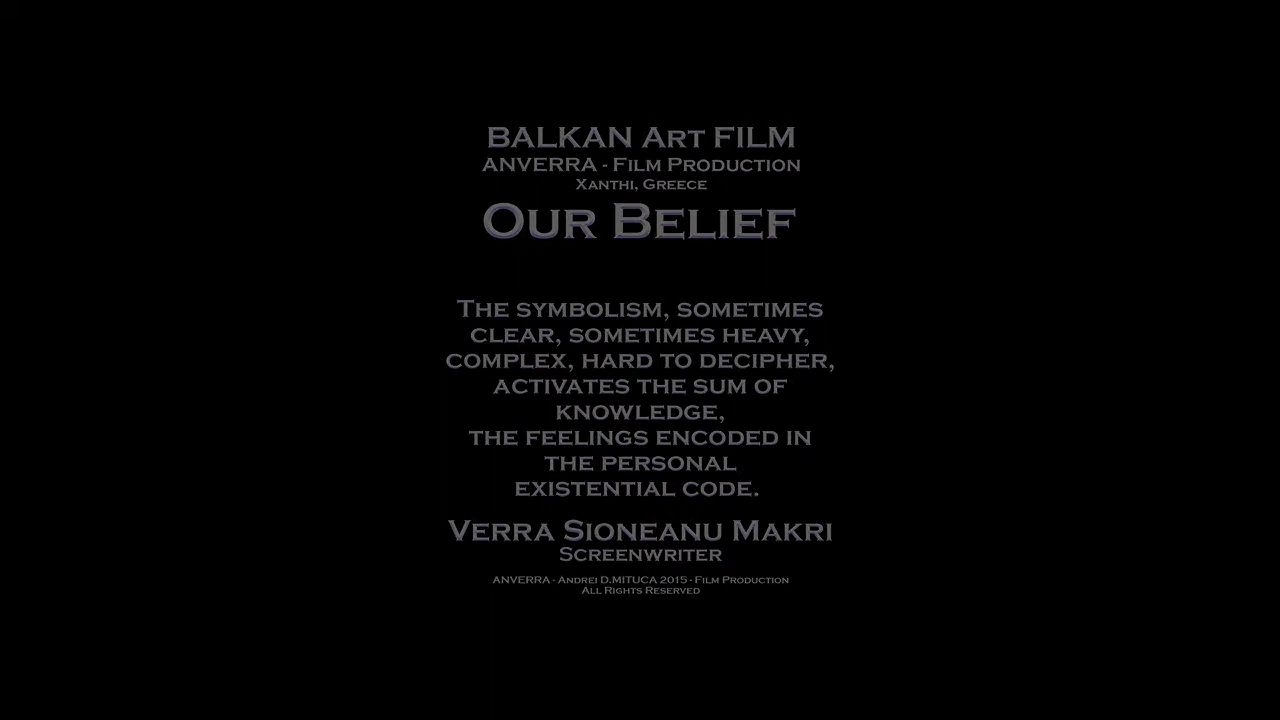 BALKAN Art FILM
ANVERRA - Film Production
Xanthi, Greece
Our Belief
The symbolism, sometimes
clear, sometimes heavy,
complex, hard to decipher,
activates the sum of
knowledge,
the feelings encoded in
the personal
existential code.
Verra Sioneanu Makri
Screenwriter
ANVERRA - Andrei D.MITUCA 2015 - Film Production
All Rights Reserved